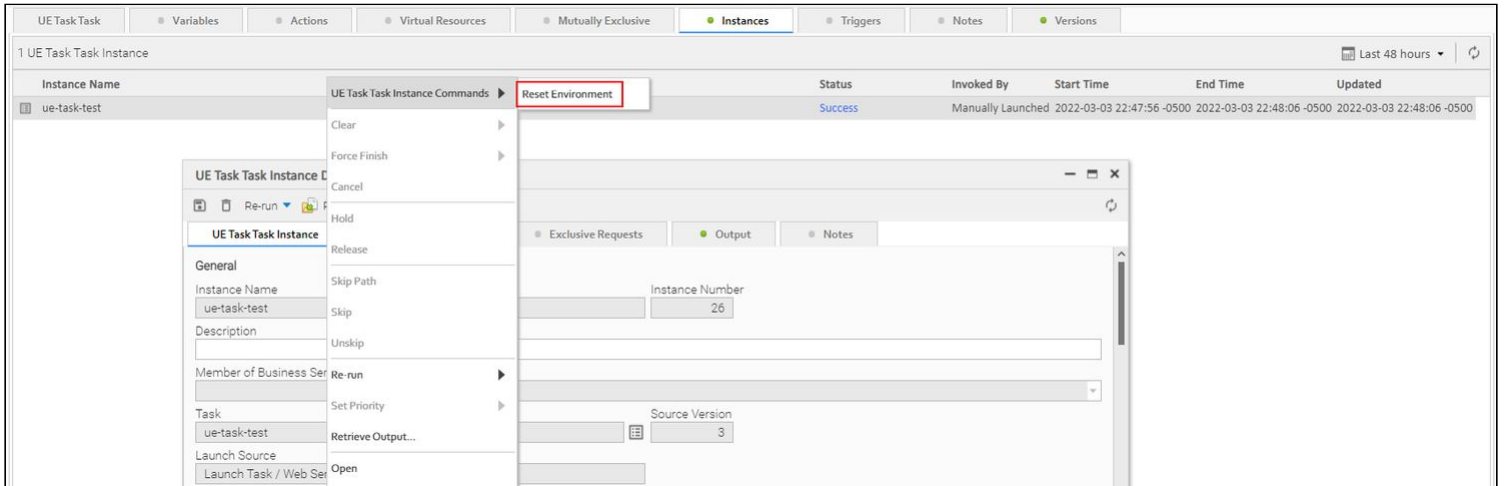 UE Task Task Variables Actions Virtual Resources Mutually Exclusive Instances Triggers Notes Versions
1 UE Task Task Instance Last 48 hours
Instance Name Status Invoked By Start Time End Time Updated
UE Task Task Instance Commands Reset Environment
ue-task-test Success Manually Launched 2022-03-03 22:47:56 -0500 2022-03-03 22:48:06 -0500 2022-03-03 22:48:06 -0500
Clear
Force Finish
Cancel
Hold
Release
Skip Path
Skip
Unskip
Re-run
Set Priority
Retrieve Output...
Open
UE Task Task Instance D
Re-run
UE Task Task Instance Exclusive Requests Output Notes
General
Instance Name Instance Number
ue-task-test 26
Description
Member of Business Ser
Task Source Version
ue-task-test 3
Launch Source
Launch Task / Web Ser